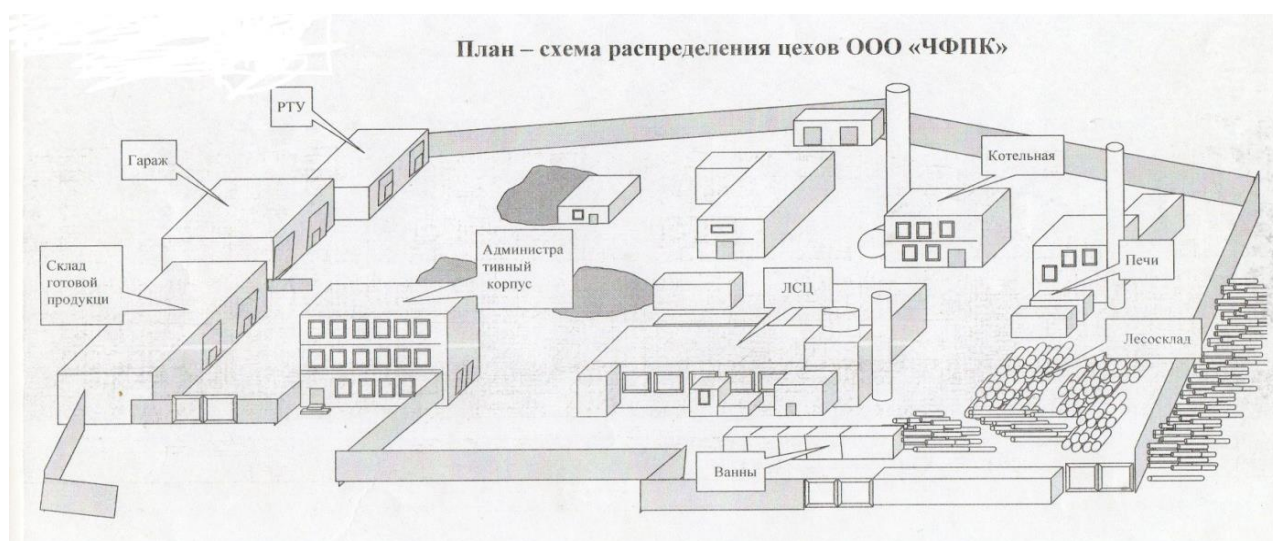 План – схема распределения цехов ООО «ЧФПК»
РТУ
Гараж
Котельная
Администра
тивный
корпус
Склад
готовой
продукци
Печи
ЛСЦ
Лесосклад
Ванны